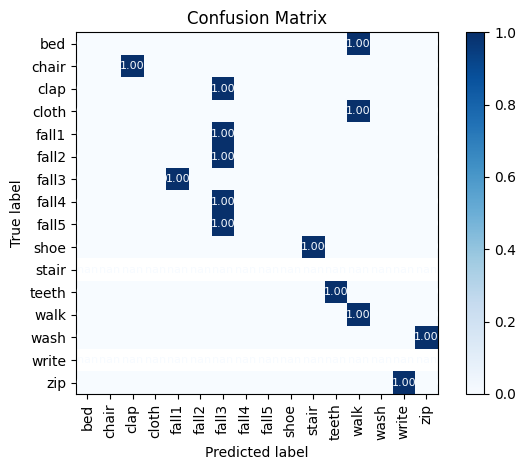 Confusion Matrix
True label
bed
chair
clap
cloth
fall1
fall2
fall3
fall4
fall5
shoe
stair
teeth
walk
wash
write
zip
1.00
1.00
1.00
1.00
1.00
1.00
1.00
1.00
1.00
1.00
1.00
1.00
1.00
1.00
bed
chair
clap
cloth
fall1
fall2
fall3
fall4
fall5
shoe
stair
teeth
walk
wash
write
zip
Predicted label
1.0
0.8
0.6
0.4
0.2
0.0